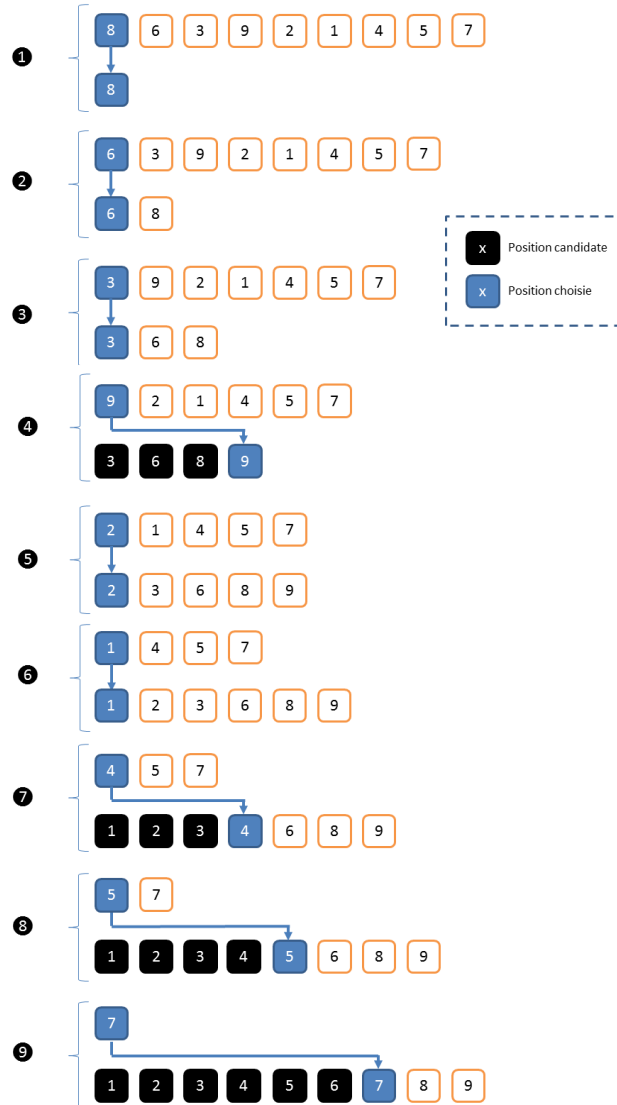 ❶
8 6 3 9 2 1 4 5 7
8
❷
6 3 9 2 1 4 5 7
6 8
x Position candidate
x Position choisie
❸
3 9 2 1 4 5 7
3 6 8
❹
9 2 1 4 5 7
3 6 8 9
❺
2 1 4 5 7
2 3 6 8 9
❻
1 4 5 7
1 2 3 6 8 9
❼
4 5 7
1 2 3 4 6 8 9
❽
5 7
1 2 3 4 5 6 8 9
❾
7
1 2 3 4 5 6 7 8 9